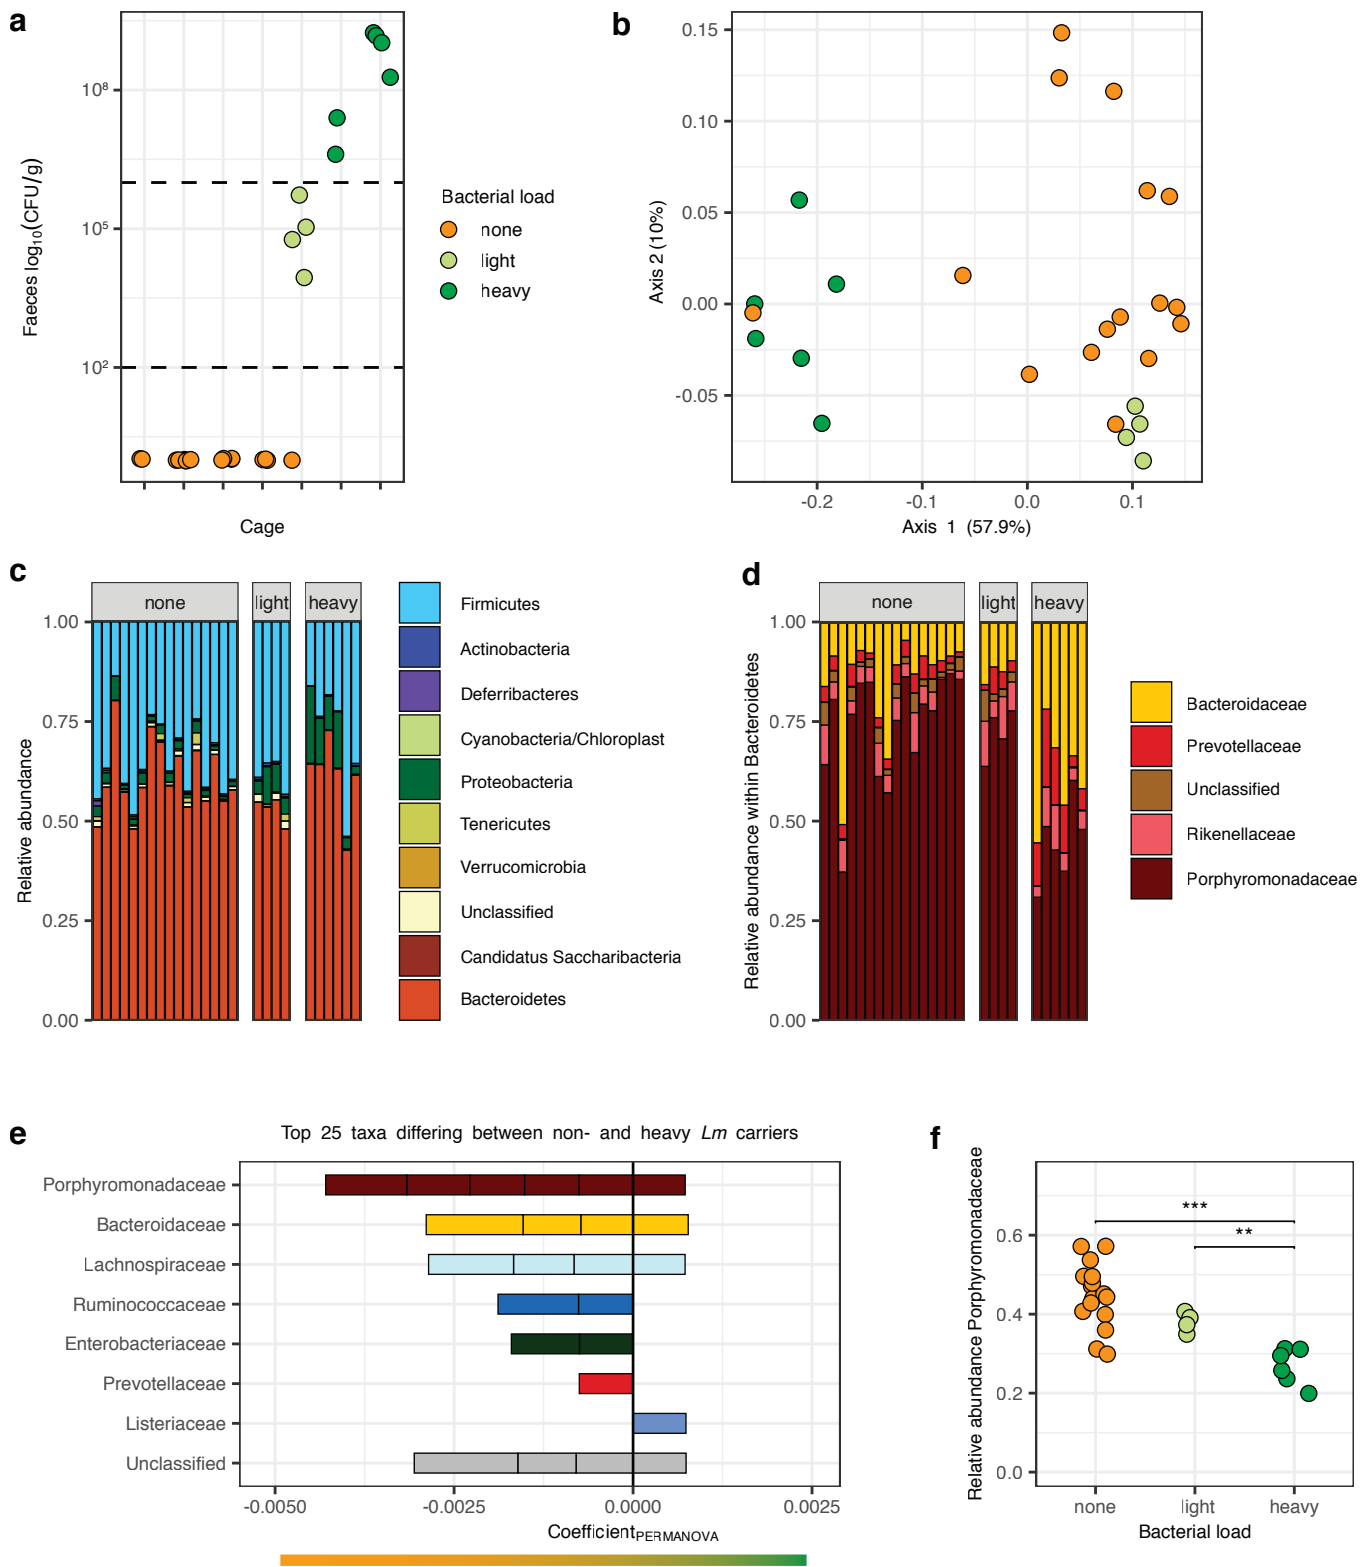 a
10⁸
10⁵
10²
Faeces log₁₀(CFU/g)
Cage
Bacterial load
none
light
heavy
b
0.15
0.10
0.05
0.00
-0.05
Axis 2 (10%)
-0.2
-0.1
0.0
0.1
Axis 1 (57.9%)
c
none
light
heavy
1.00
0.75
0.50
0.25
0.00
Relative abundance
Firmicutes
Actinobacteria
Deferribacteres
Cyanobacteria/Chloroplast
Proteobacteria
Tenericutes
Verrucomicrobia
Unclassified
Candidatus Saccharibacteria
Bacteroidetes
d
none
light
heavy
1.00
0.75
0.50
0.25
0.00
Relative abundance within Bacteroidetes
Bacteroidaceae
Prevotellaceae
Unclassified
Rikenellaceae
Porphyromonadaceae
e
Top 25 taxa differing between non- and heavy Lm carriers
Porphyromonadaceae
Bacteroidaceae
Lachnospiraceae
Ruminococcaceae
Enterobacteriaceae
Prevotellaceae
Listeriaceae
Unclassified
-0.0050
-0.0025
0.0000
0.0025
Coefficient PERMANOVA
f
***
**
0.6
0.4
0.2
0.0
Relative abundance Porphyromonadaceae
none
light
heavy
Bacterial load